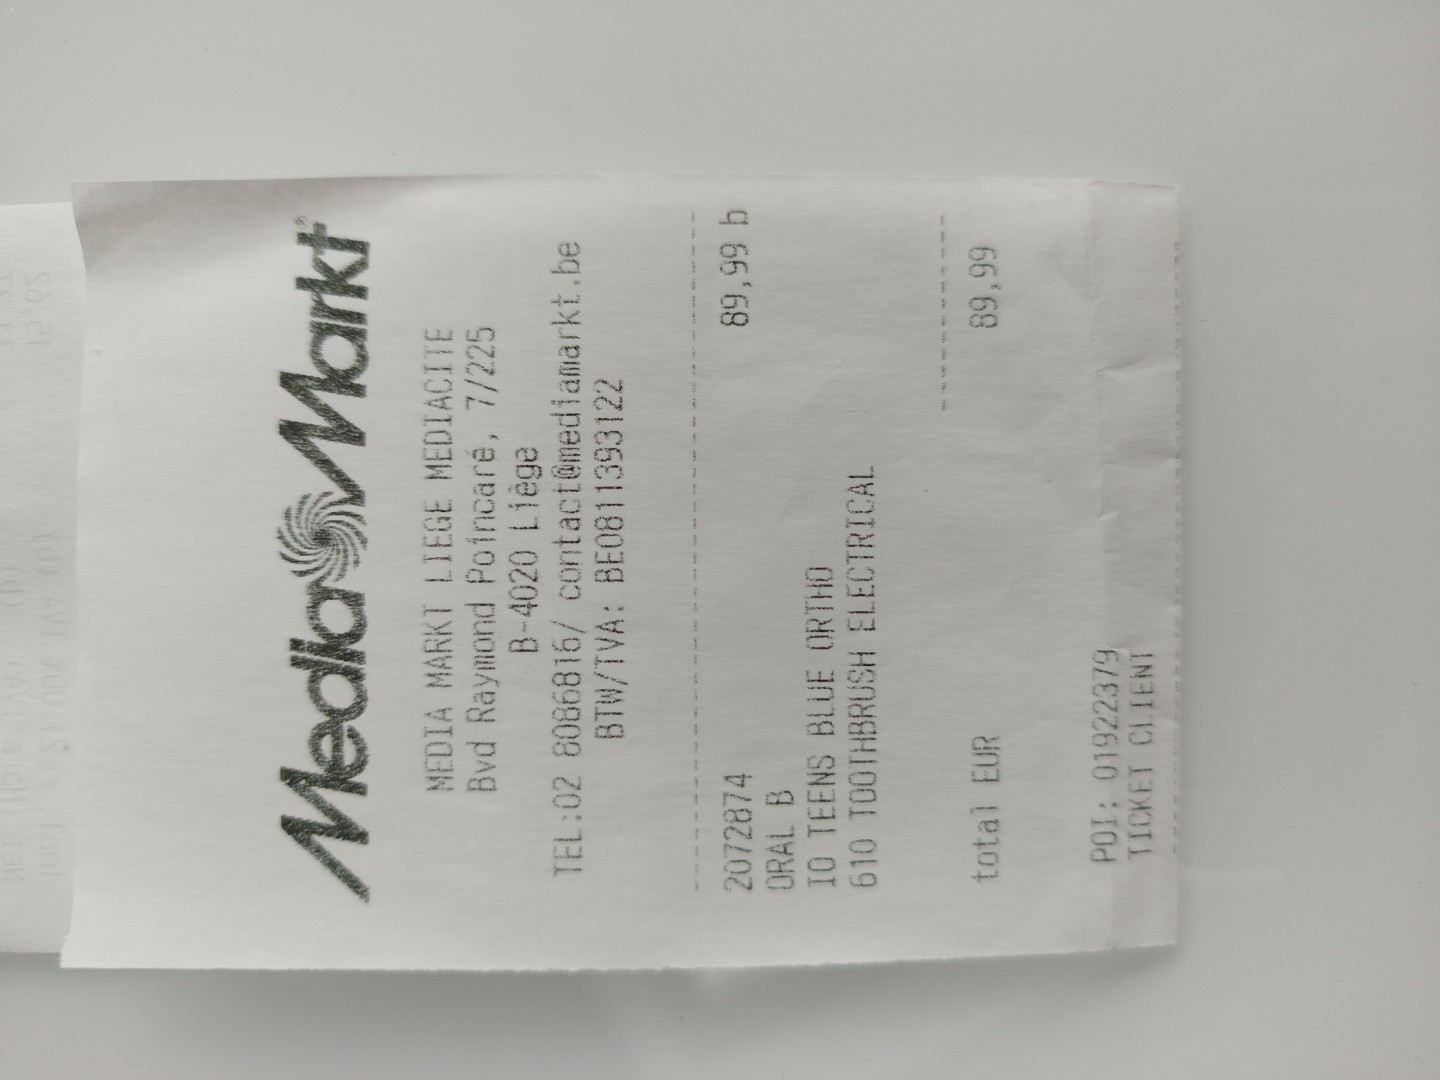 Media Markt®
MEDIA MARKT LIEGE MEDIACITE
Bvd Raymond Poincaré, 7/225
B-4020 Liège
TEL:02 8086816/ contact@mediamarkt.be
BTW/TVA: BE0811393122
2072874 89,99 b
ORAL B
IO TEENS BLUE ORTHO
610 TOOTHBRUSH ELECTRICAL
total EUR 89,99
POI: 01922379
TICKET CLIENT